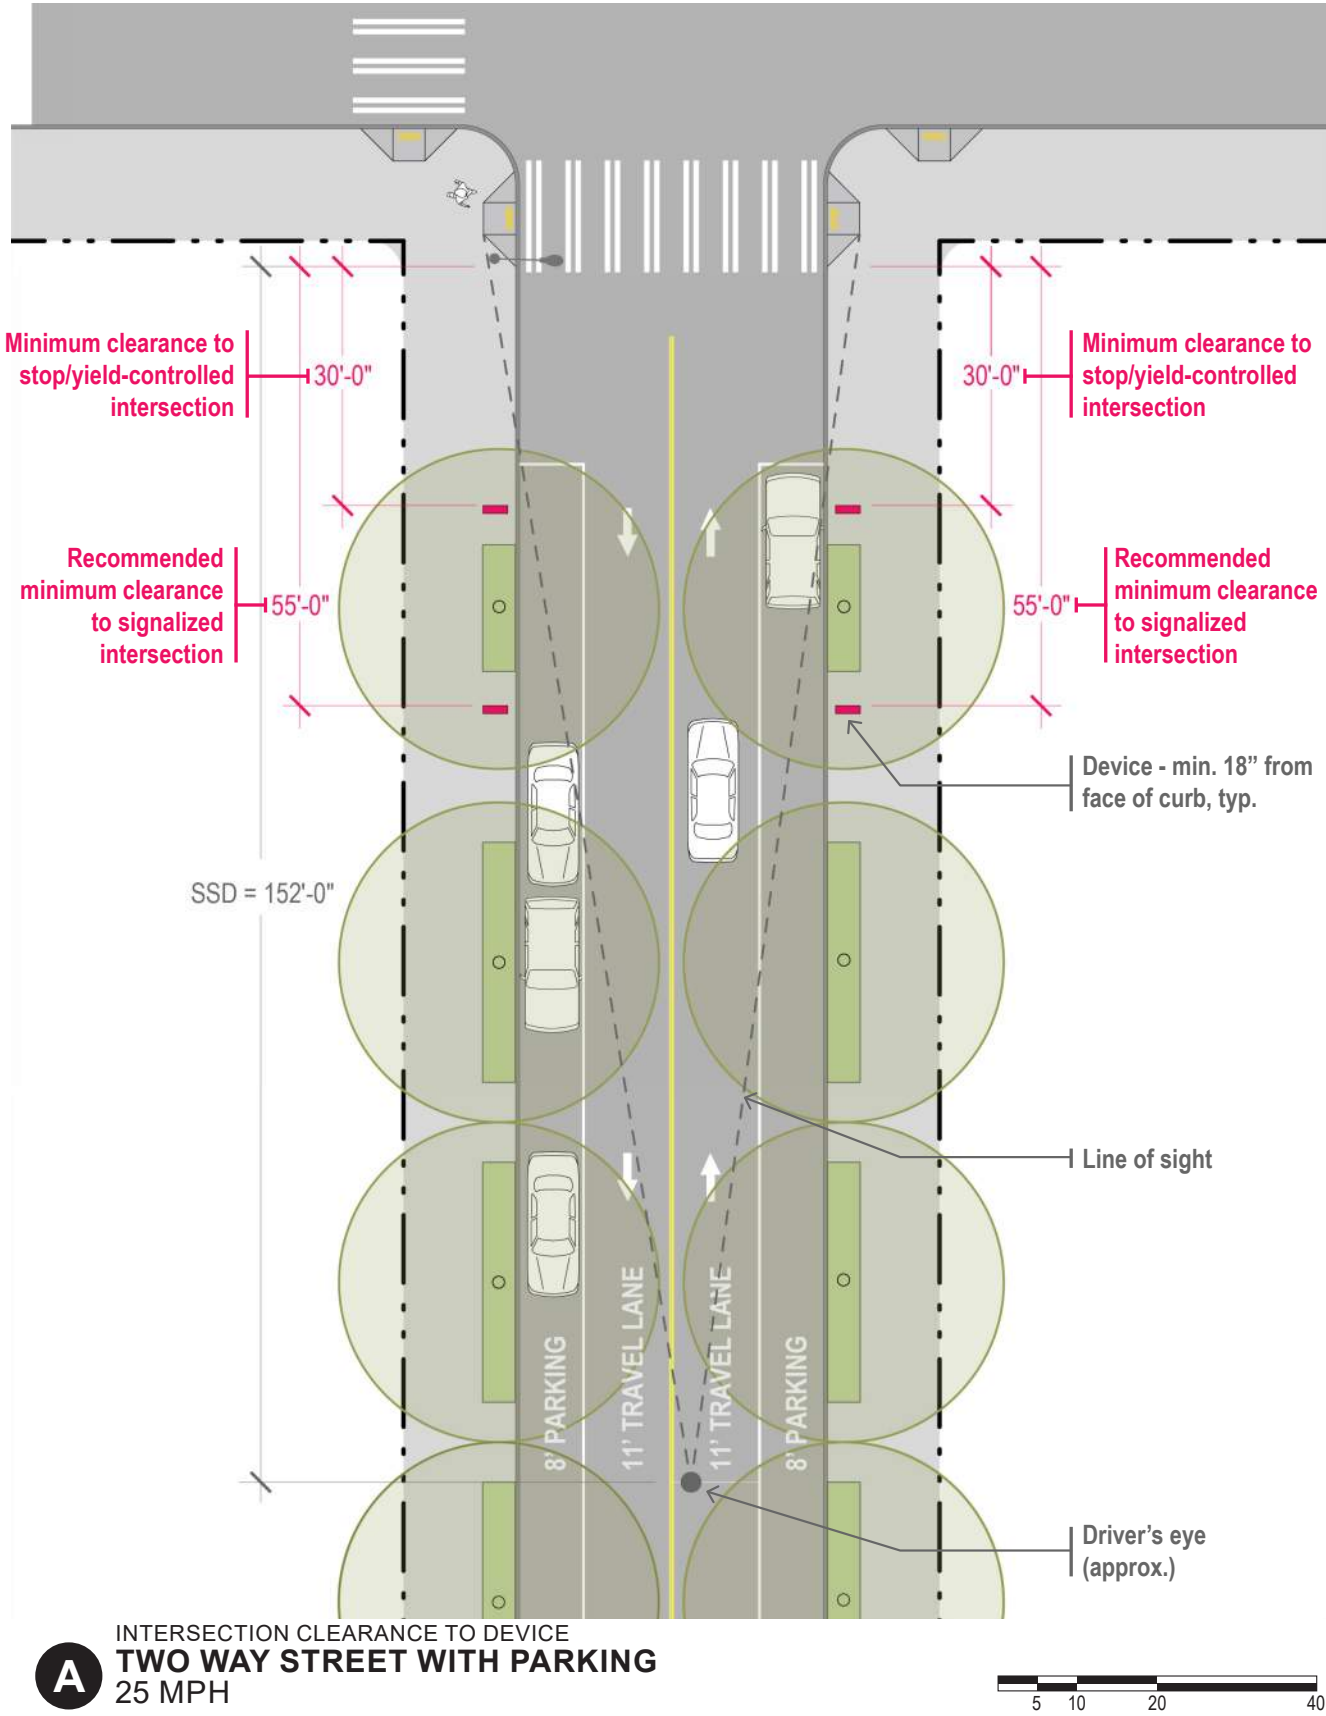 Minimum clearance to
stop/yield-controlled
intersection
30'-0"
30'-0"
Minimum clearance to
stop/yield-controlled
intersection
Recommended
minimum clearance
to signalized
intersection
55'-0"
55'-0"
Recommended
minimum clearance
to signalized
intersection
Device - min. 18” from
face of curb, typ.
SSD = 152'-0"
Line of sight
8' PARKING
11' TRAVEL LANE
11' TRAVEL LANE
8' PARKING
Driver’s eye
(approx.)
A
INTERSECTION CLEARANCE TO DEVICE
TWO WAY STREET WITH PARKING
25 MPH
5 10 20 40